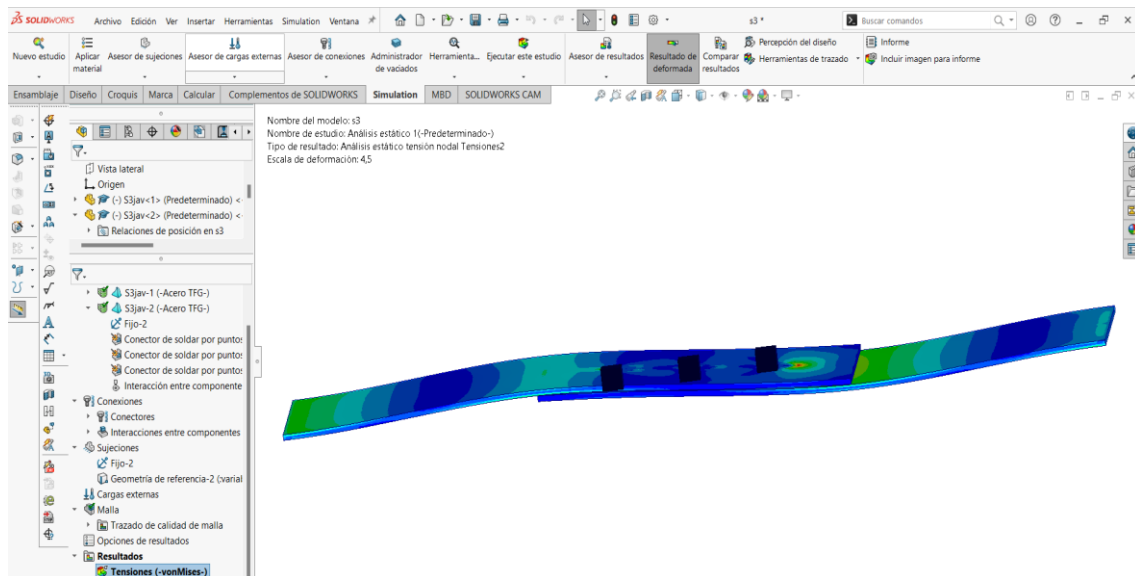 SOLIDWORKS Archivo Edición Ver Insertar Herramientas Simulation Ventana s3 * Buscar comandos
Nuevo estudio Aplicar material Asesor de sujeciones Asesor de cargas externas Asesor de conexiones Administrador de vaciados Herramienta... Ejecutar este estudio Asesor de resultados Resultado de deformada Comparar resultados Percepción del diseño Herramientas de trazado Informe Incluir imagen para informe
Ensamblaje Diseño Croquis Marca Calcular Complementos de SOLIDWORKS Simulation MBD SOLIDWORKS CAM
Nombre del modelo: s3
Nombre de estudio: Análisis estático 1(-Predeterminado-)
Tipo de resultado: Análisis estático tensión nodal Tensiones2
Escala de deformación: 4,5
Vista lateral
Origen
(-) S3jav<1> (Predeterminado) <
(-) S3jav<2> (Predeterminado) <
Relaciones de posición en s3
S3jav-1 (-Acero TFG-)
S3jav-2 (-Acero TFG-)
Fijo-2
Conector de soldar por punto:
Conector de soldar por punto:
Conector de soldar por punto:
Interacción entre componente
Conexiones
Conectores
Interacciones entre componentes
Sujeciones
Fijo-2
Geometría de referencia-2 (:varial
Cargas externas
Malla
Trazado de calidad de malla
Opciones de resultados
Resultados
Tensiones (-vonMises-)